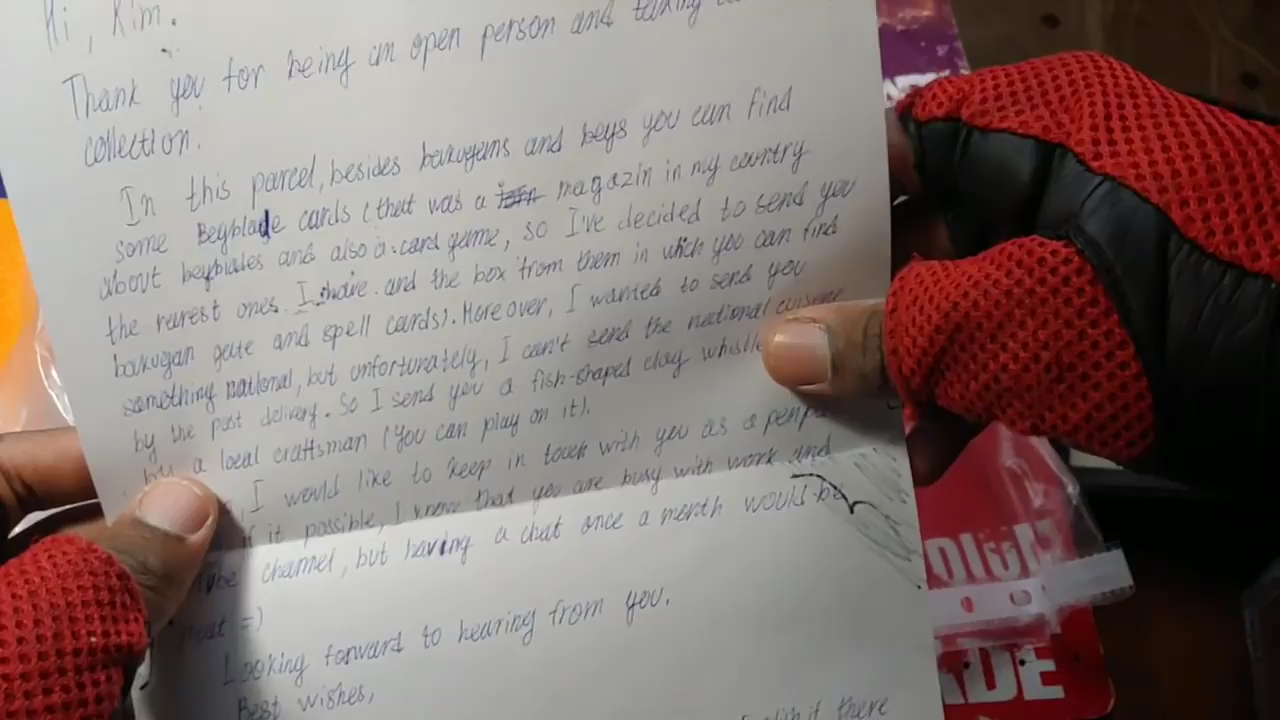 Hi, Kim.
Thank you for being an open person and taking
collection.
In this parcel, besides bakugans and beys you can find
some Beyblade cards (that was a magazin in my country
about beyblades and also a card game, so I've decided to send you
the rarest ones I have and the box from them in which you can find
bakugan gate and spell cards). Moreover, I wanted to send you
something national, but unfortunately, I can't send the national cuisine
by the post delivery. So I send you a fish-shaped clay whistle
by a local craftsman (you can play on it).
I would like to keep in touch with you as a
if it possible, I know that you are busy with work and
channel, but having a chat once a month would be
=)
Looking forward to hearing from you.
Best wishes,
there
ADE